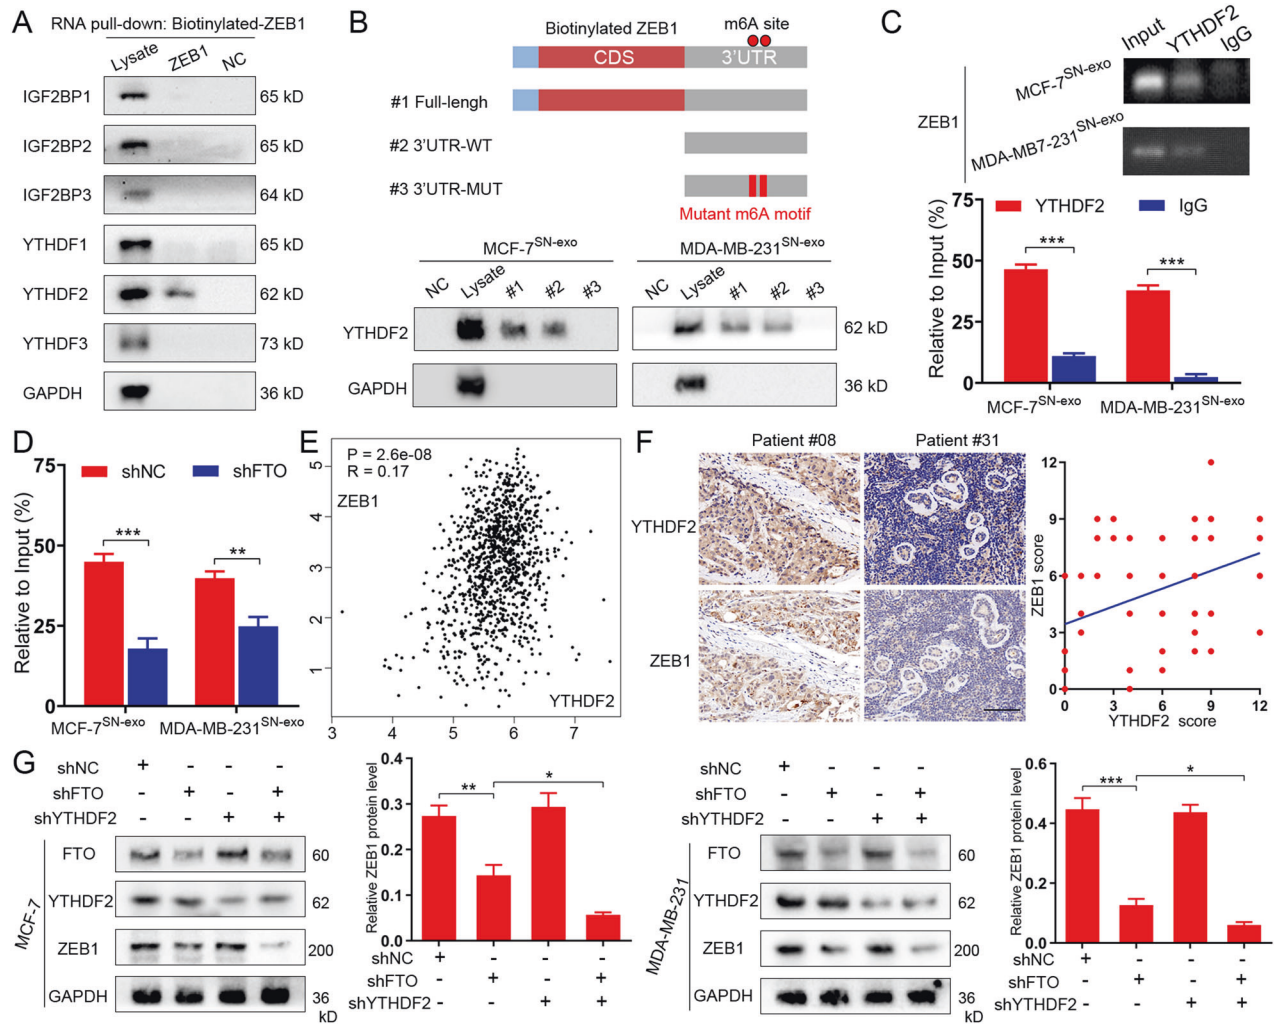 A
RNA pull-down: Biotinylated-ZEB1
Lysate ZEB1 NC
IGF2BP1 65 kD
IGF2BP2 65 kD
IGF2BP3 64 kD
YTHDF1 65 kD
YTHDF2 62 kD
YTHDF3 73 kD
GAPDH 36 kD
B
Biotinylated ZEB1 m6A site
CDS 3'UTR
#1 Full-lengh
#2 3'UTR-WT
#3 3'UTR-MUT
Mutant m6A motif
MCF-7SN-exo MDA-MB-231SN-exo
NC Lysate #1 #2 #3 NC Lysate #1 #2 #3
YTHDF2 62 kD
GAPDH 36 kD
C
Input YTHDF2 IgG
MCF-7SN-exo
ZEB1
MDA-MB7-231SN-exo
YTHDF2 IgG
Relative to Input (%)
75
50
25
0
*** ***
MCF-7SN-exo MDA-MB-231SN-exo
D
shNC shFTO
Relative to Input (%)
75
50
25
0
*** **
MCF-7SN-exo MDA-MB-231SN-exo
E
P = 2.6e-08
R = 0.17
ZEB1
5
4
3
2
1
YTHDF2
3 4 5 6 7
F
Patient #08 Patient #31
YTHDF2
ZEB1
ZEB1 score
12
9
6
3
0
0 3 6 9 12
YTHDF2 score
G
shNC + - - -
shFTO - + - +
shYTHDF2 - - + +
MCF-7
FTO 60
YTHDF2 62
ZEB1 200
GAPDH 36
kD
Relative ZEB1 protein level
0.4
0.3
0.2
0.1
0.0
** *
shNC + - - -
shFTO - + - +
shYTHDF2 - - + +
shNC + - - -
shFTO - + - +
shYTHDF2 - - + +
MDA-MB-231
FTO 60
YTHDF2 62
ZEB1 200
GAPDH 36
kD
Relative ZEB1 protein level
0.6
0.4
0.2
0.0
*** *
shNC + - - -
shFTO - + - +
shYTHDF2 - - + +